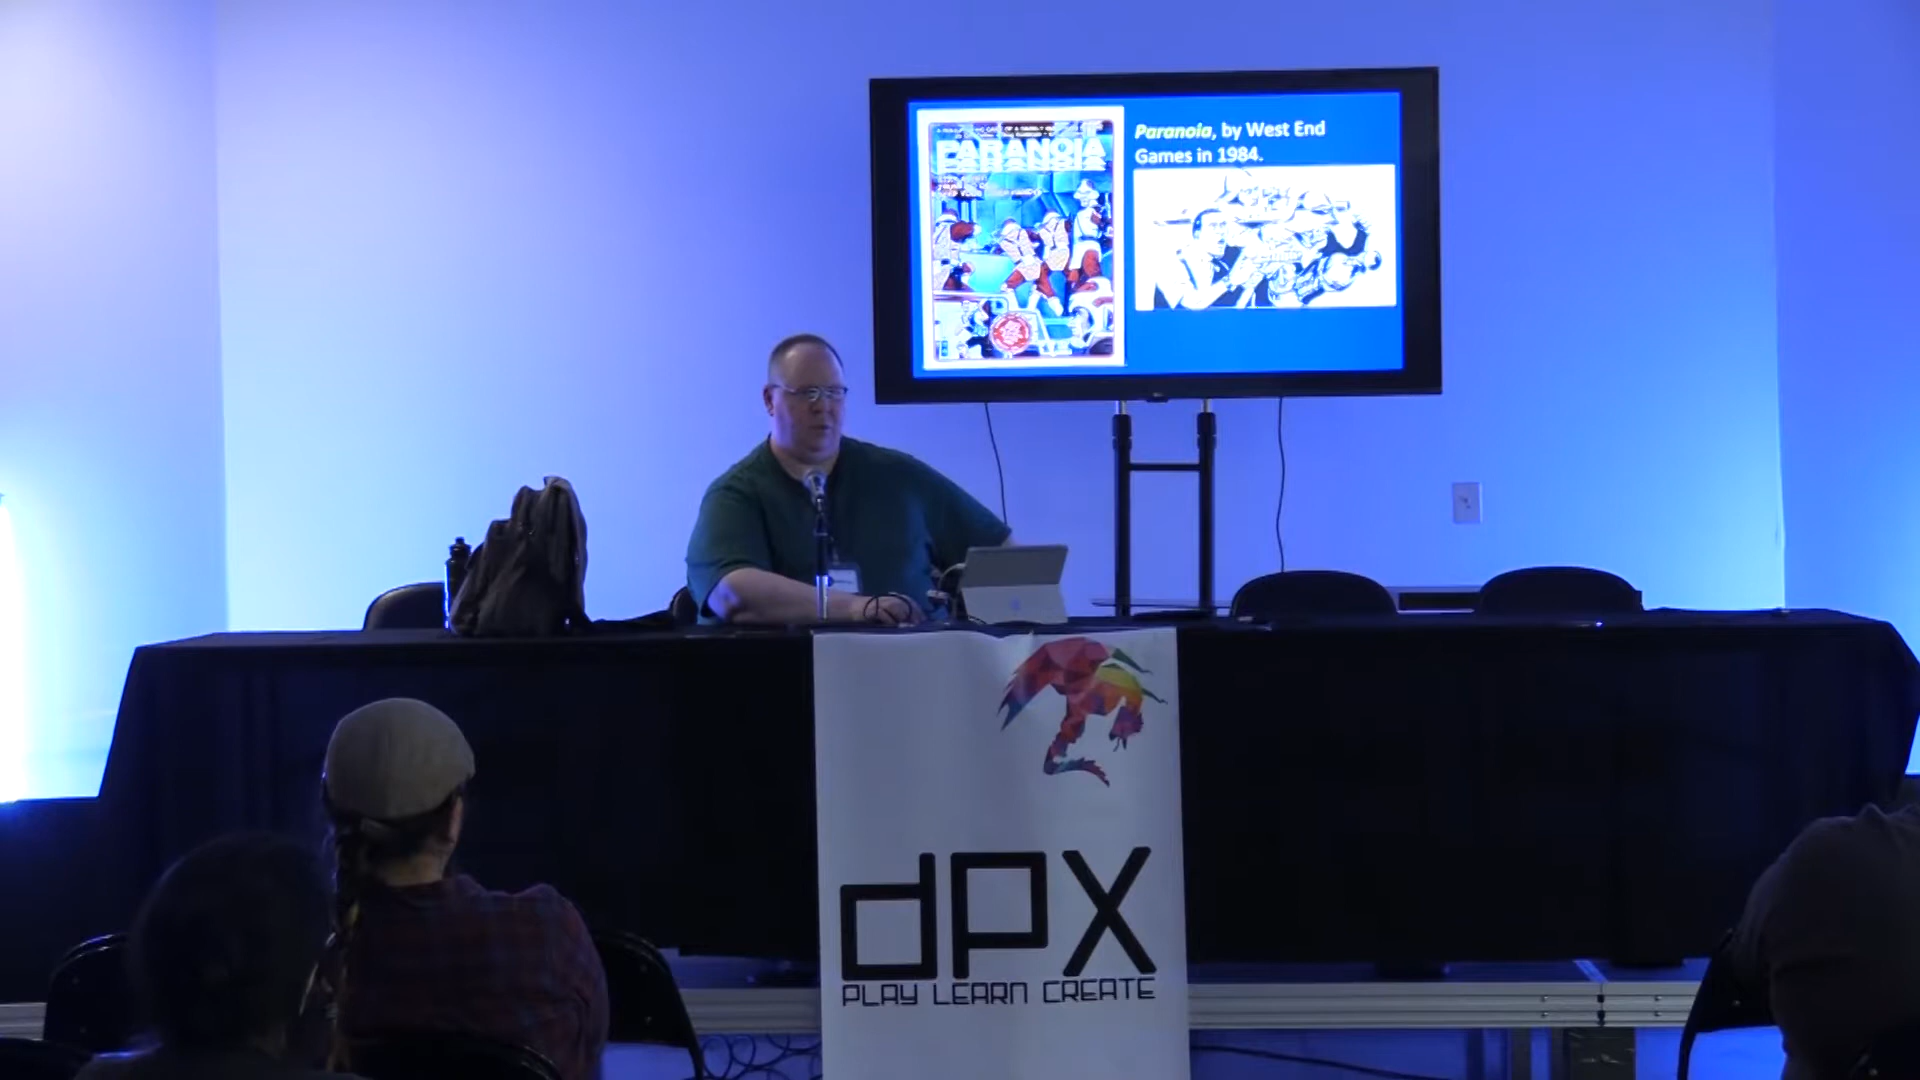 PARANOIA
Paranoia, by West End
Games in 1984.
dPX
PLAY LEARN CREATE